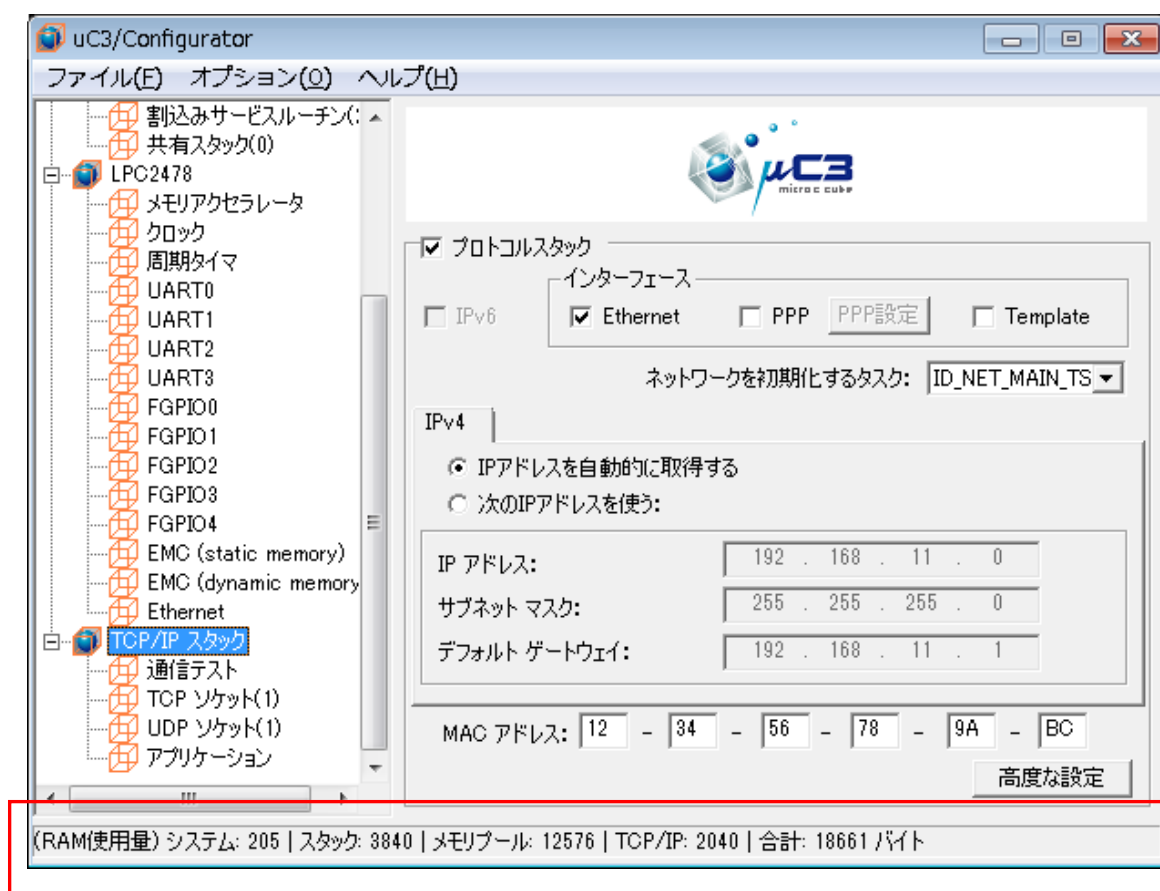 uC3/Configurator
ファイル(F) オプション(O) ヘルプ(H)
割込みサービスルーチン(
共有スタック(0)
LPC2478
メモリアクセラレータ
クロック
周期タイマ
UART0
UART1
UART2
UART3
FGPIO0
FGPIO1
FGPIO2
FGPIO3
FGPIO4
EMC (static memory)
EMC (dynamic memory
Ethernet
TCP/IP スタック
通信テスト
TCP ソケット(1)
UDP ソケット(1)
アプリケーション
μC3
micro c cube
プロトコルスタック
インターフェース
IPv6 Ethernet PPP PPP設定 Template
ネットワークを初期化するタスク: ID_NET_MAIN_TS
IPv4
IPアドレスを自動的に取得する
次のIPアドレスを使う:
IP アドレス: 192 . 168 . 11 . 0
サブネット マスク: 255 . 255 . 255 . 0
デフォルト ゲートウェイ: 192 . 168 . 11 . 1
MAC アドレス: 12 - 34 - 56 - 78 - 9A - BC
高度な設定
(RAM使用量) システム: 205 | スタック: 3840 | メモリプール: 12576 | TCP/IP: 2040 | 合計: 18661 バイト